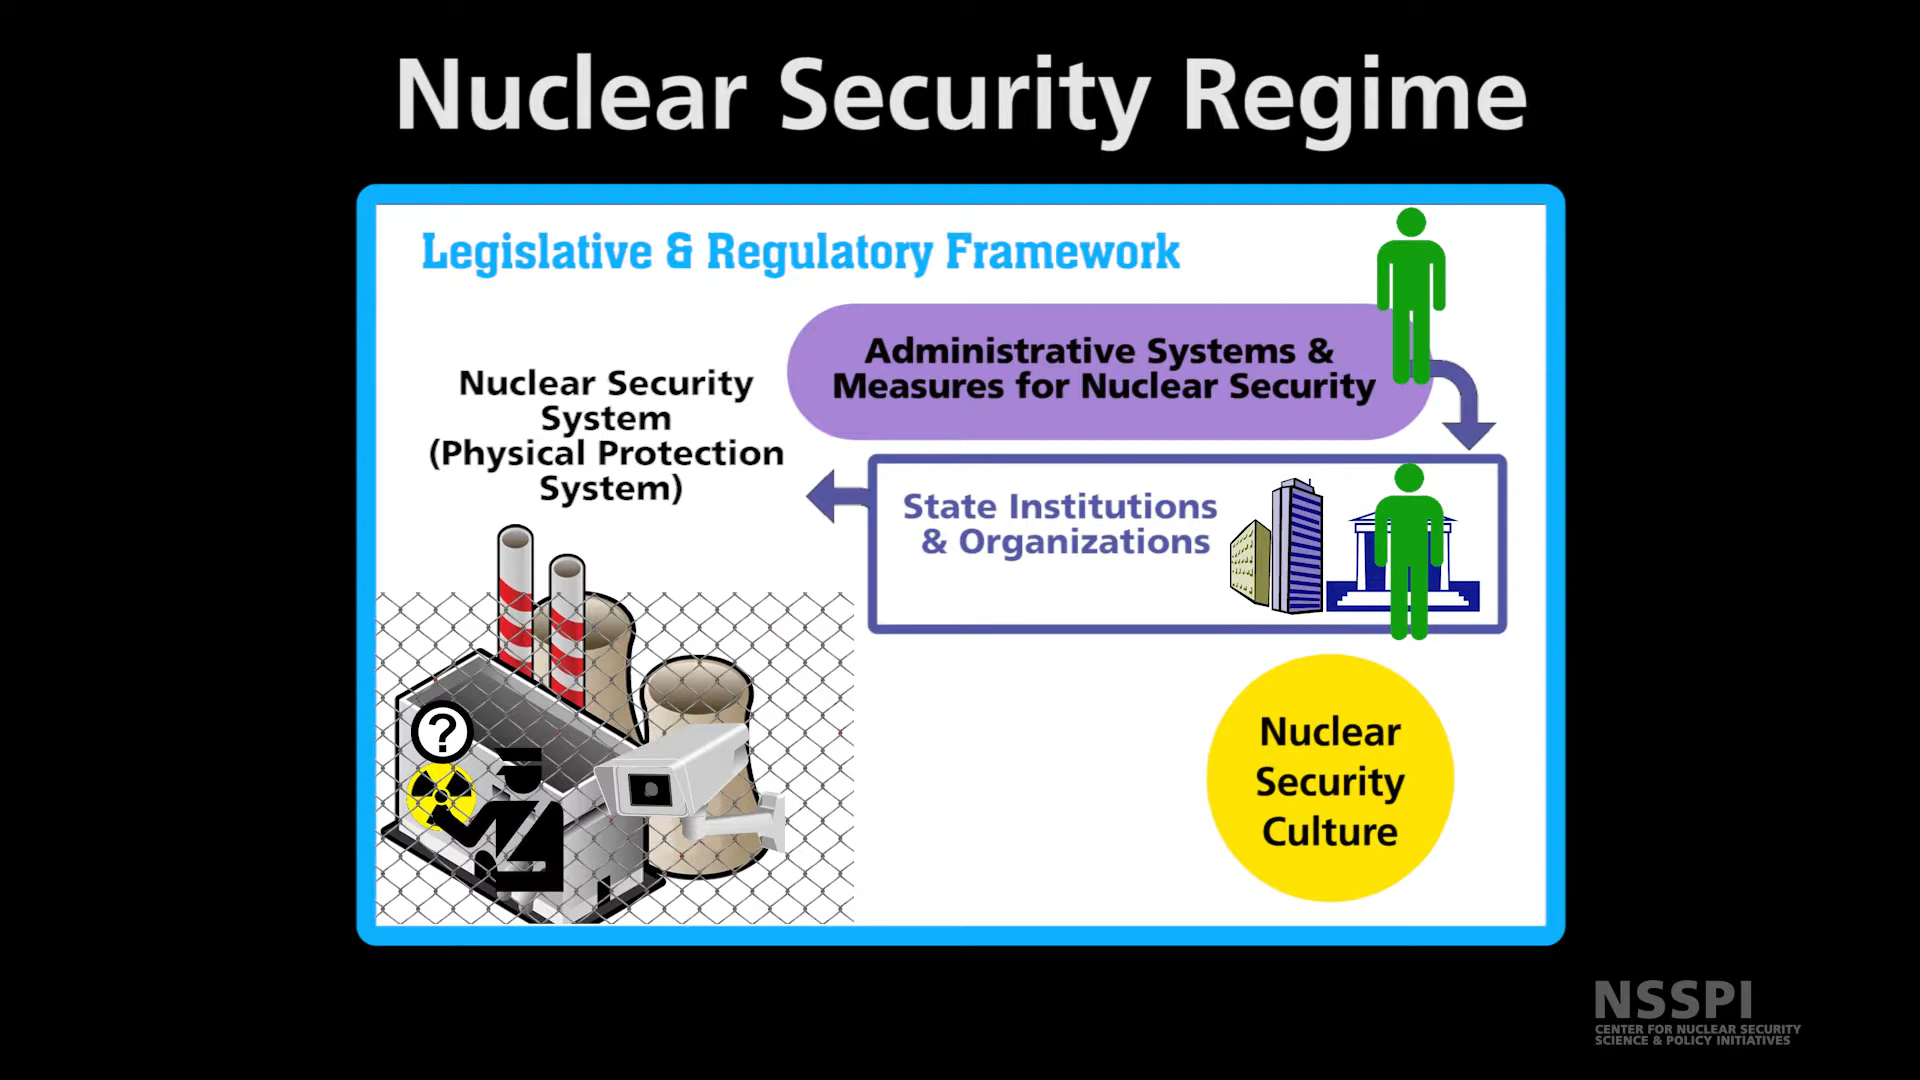 Nuclear Security Regime
Legislative & Regulatory Framework
Administrative Systems &
Measures for Nuclear Security
Nuclear Security
System
(Physical Protection
System)
State Institutions
& Organizations
?
Nuclear
Security
Culture
NSSPI
CENTER FOR NUCLEAR SECURITY
SCIENCE & POLICY INITIATIVES